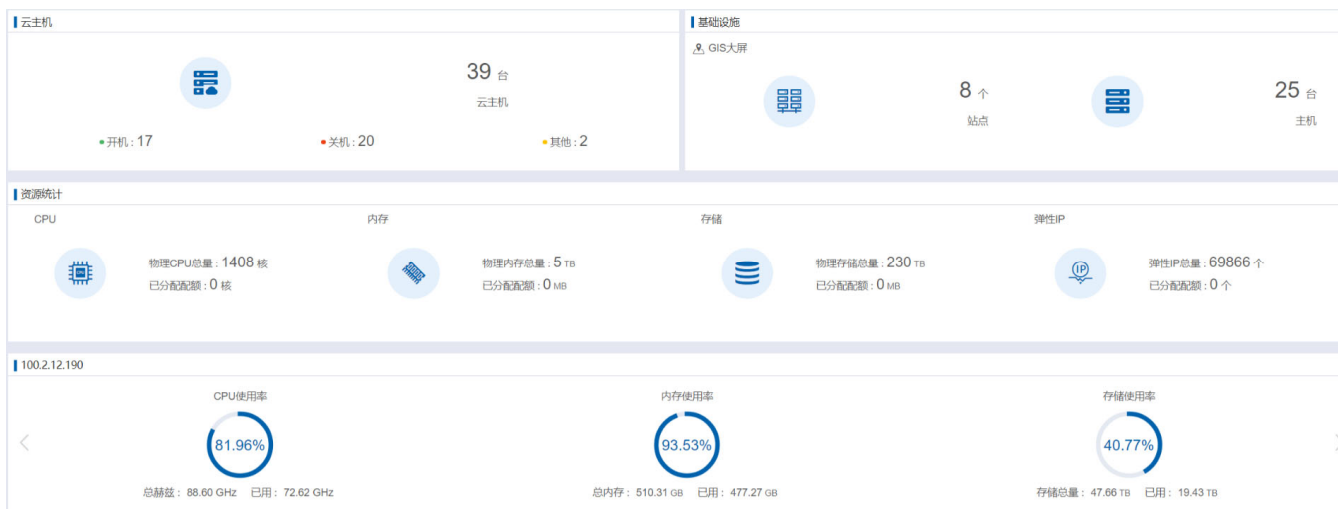 云主机
39 台
云主机
开机 : 17
关机 : 20
其他 : 2
基础设施
GIS大屏
8 个
站点
25 台
主机
资源统计
CPU
物理CPU总量 : 1408 核
已分配配额 : 0 核
内存
物理内存总量 : 5 TB
已分配配额 : 0 MB
存储
物理存储总量 : 230 TB
已分配配额 : 0 MB
弹性IP
弹性IP总量 : 69866 个
已分配配额 : 0 个
100.2.12.190
CPU使用率
81.96%
总赫兹： 88.60 GHz 已用： 72.62 GHz
内存使用率
93.53%
总内存： 510.31 GB 已用： 477.27 GB
存储使用率
40.77%
存储总量： 47.66 TB 已用： 19.43 TB